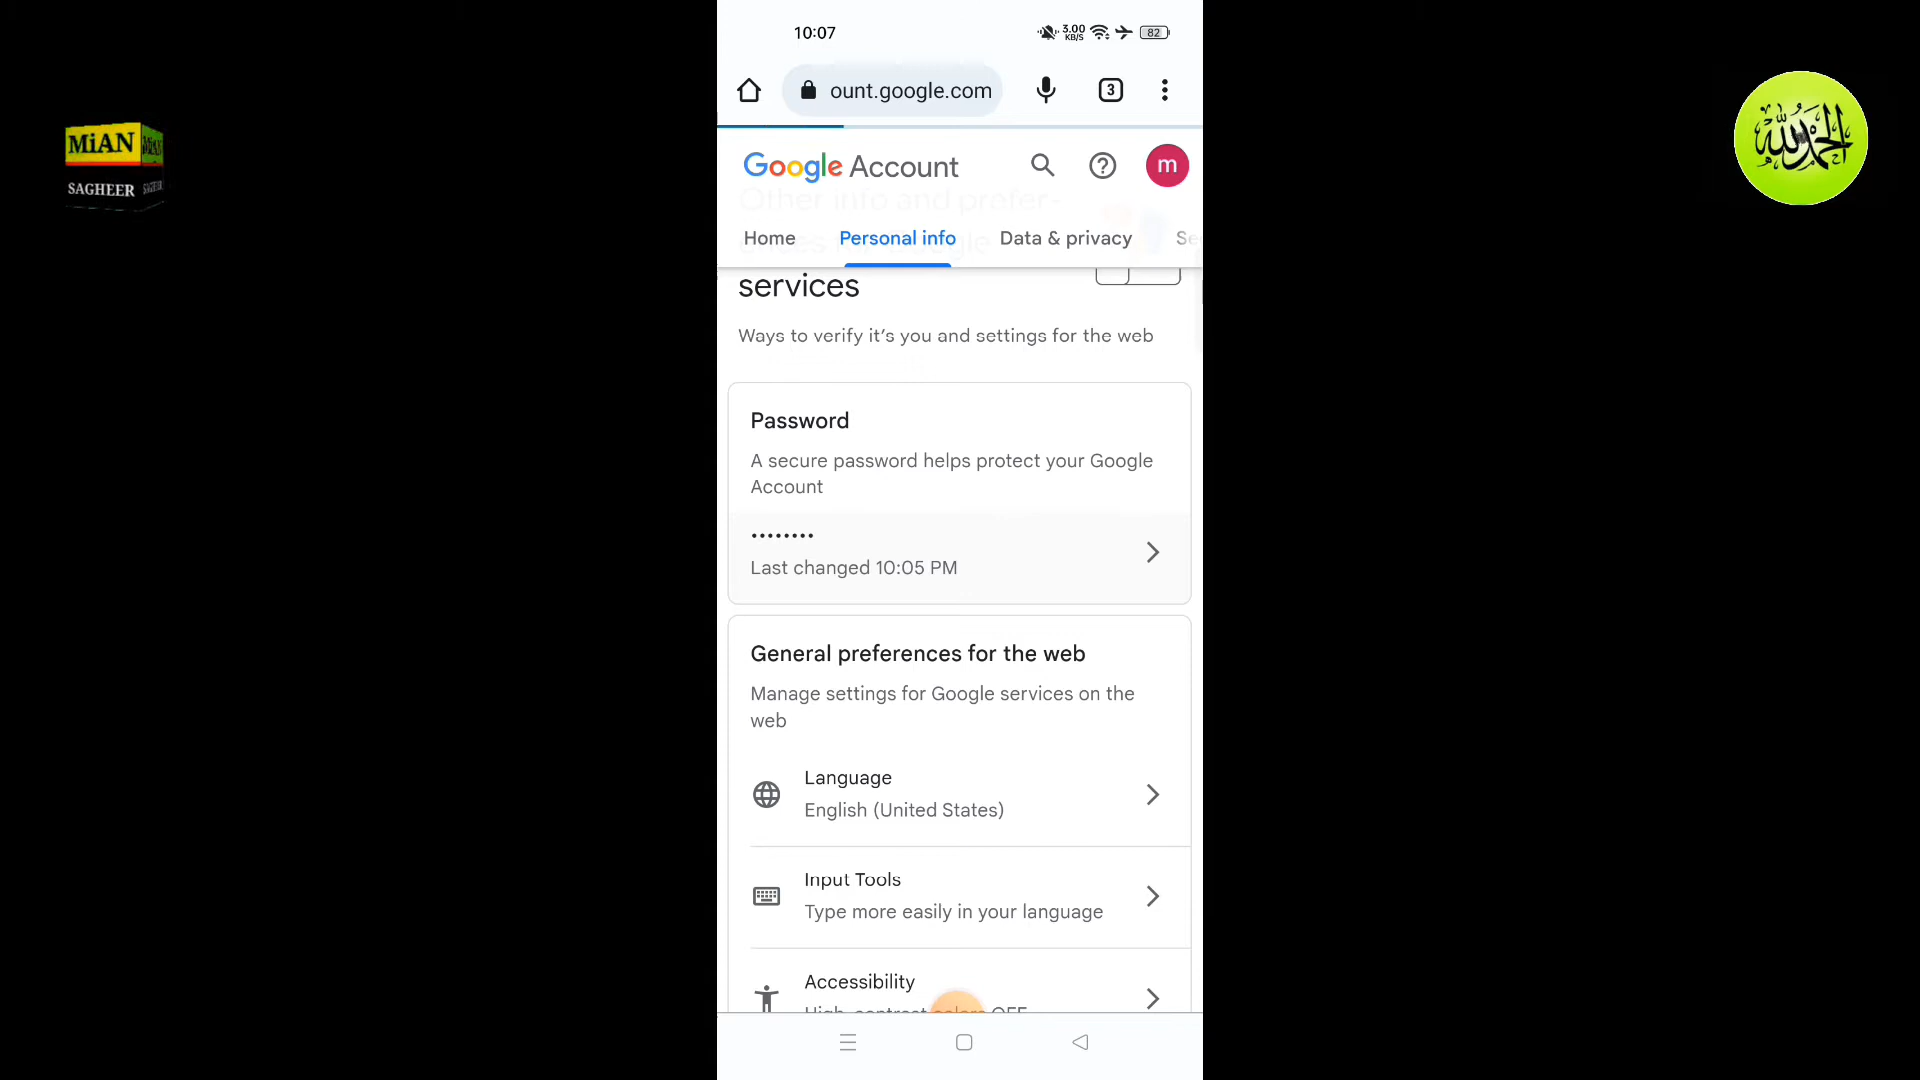 10:07
3.00
KB/S
82
ount.google.com
3
MiAN
SAGHEER
الحمد لله
Google Account
m
Other info and prefer-
Home
Personal info
Data & privacy
Se
services
Ways to verify it's you and settings for the web
Password
A secure password helps protect your Google
Account
••••••••
Last changed 10:05 PM
General preferences for the web
Manage settings for Google services on the
web
Language
English (United States)
Input Tools
Type more easily in your language
Accessibility
High-contrast colors OFF